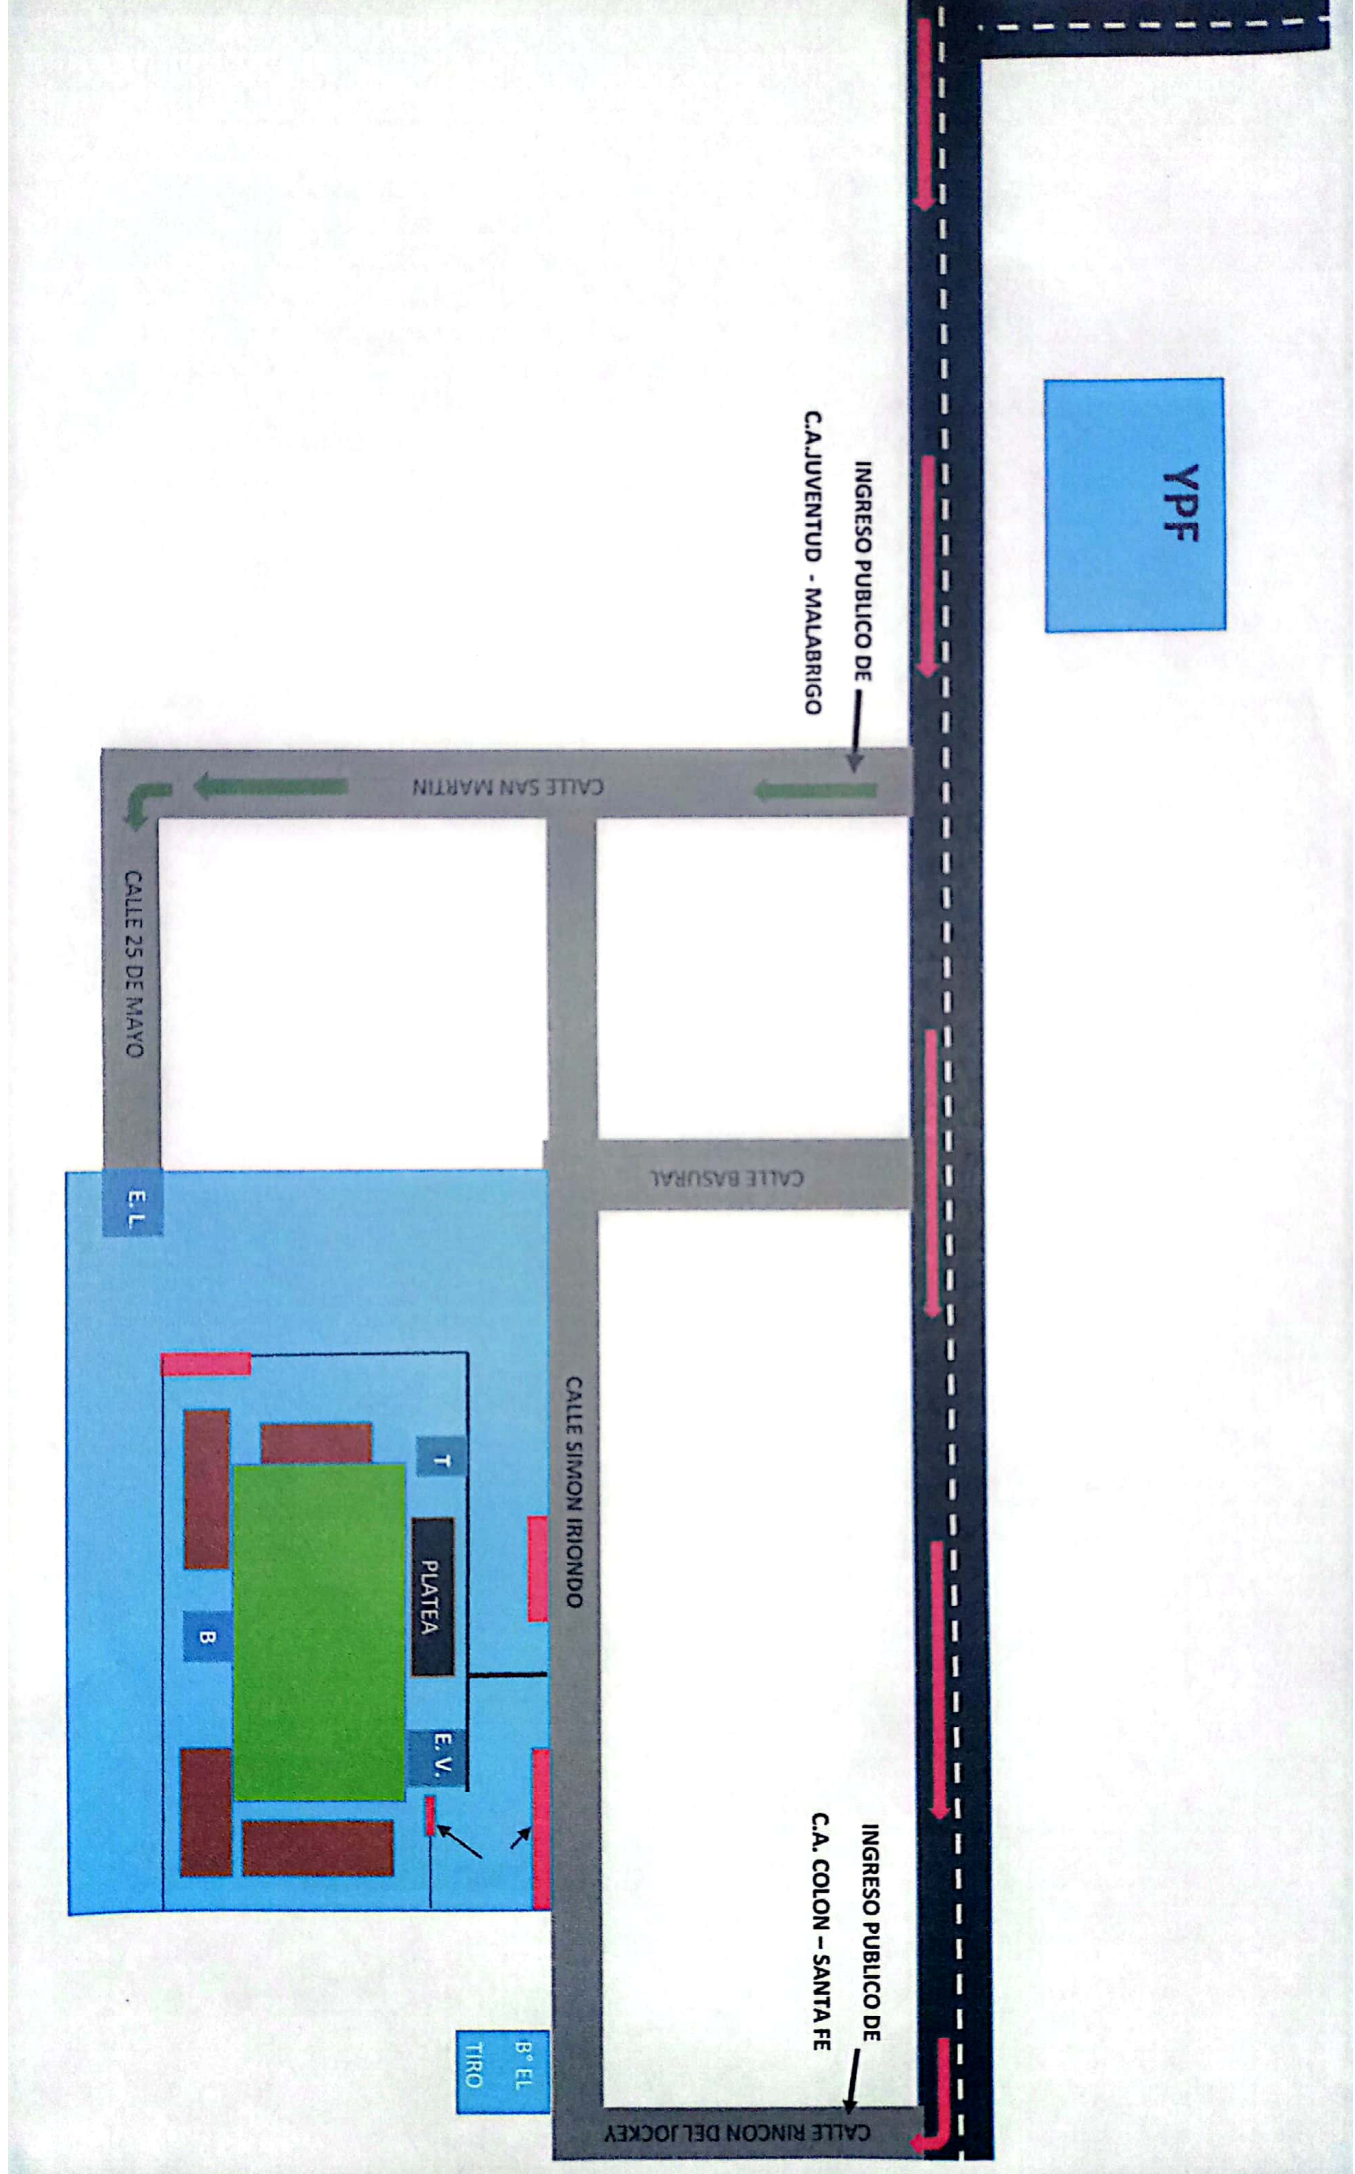 YPF
INGRESO PUBLICO DE
C.A.JUVENTUD - MALABRIGO
CALLE SAN MARTIN
CALLE 25 DE MAYO
CALLE BASURAL
E. L.
CALLE SIMON IRIONDO
T
PLATEA
B
E. V.
INGRESO PUBLICO DE
C.A. COLON – SANTA FE
B° EL
TIRO
CALLE RINCON DEL JOCKEY